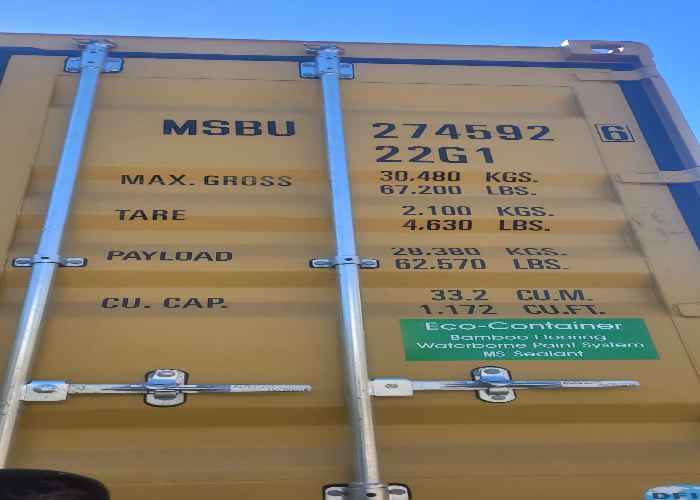 MSBU 274592 6
22G1
MAX. GROSS 30.480 KGS.
67.200 LBS.
TARE 2.100 KGS.
4.630 LBS.
PAYLOAD 28.380 KGS.
62.570 LBS.
CU. CAP. 33.2 CU.M.
1.172 CU.FT.
Eco-Container
Bamboo Flooring
Waterborne Paint System
MS Sealant